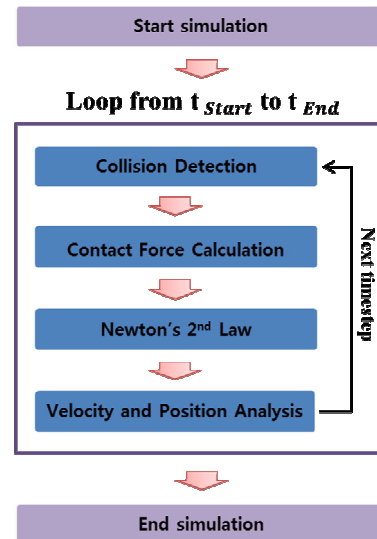 Start simulation
Loop from t Start to t End
Collision Detection
Contact Force Calculation
Newton's 2nd Law
Velocity and Position Analysis
Next timestep
End simulation